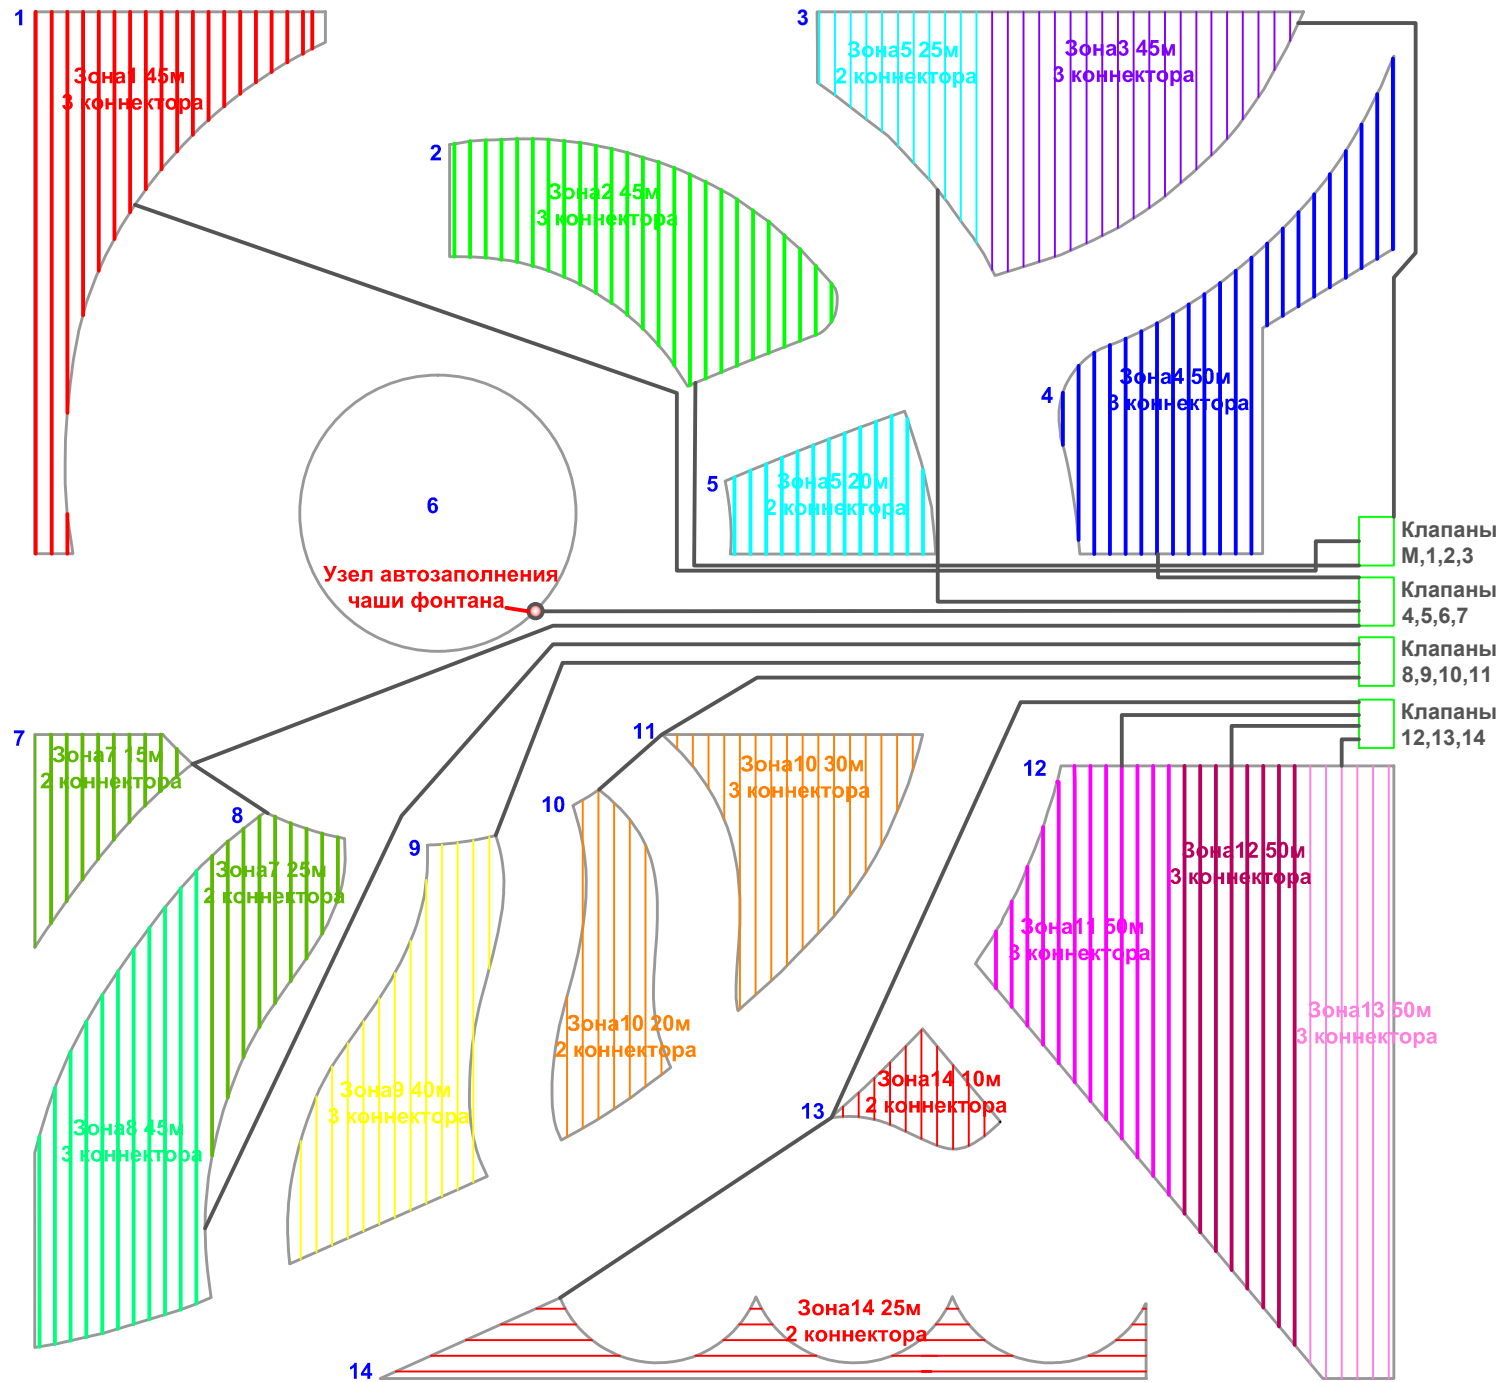 1
3
Зона1 45м
3 коннектора
Зона5 25м
2 коннектора
Зона3 45м
3 коннектора
2
Зона2 45м
3 коннектора
4
Зона4 50м
3 коннектора
5
Зона5 20м
2 коннектора
6
Узел автозаполнения
чаши фонтана
Клапаны
М,1,2,3
Клапаны
4,5,6,7
Клапаны
8,9,10,11
Клапаны
12,13,14
7
Зона7 15м
2 коннектора
8
Зона7 25м
2 коннектора
9
10
11
Зона10 30м
3 коннектора
12
Зона12 50м
3 коннектора
Зона11 50м
3 коннектора
Зона13 50м
3 коннектора
Зона10 20м
2 коннектора
Зона9 40м
3 коннектора
Зона8 45м
3 коннектора
13
Зона14 10м
2 коннектора
Зона14 25м
2 коннектора
14